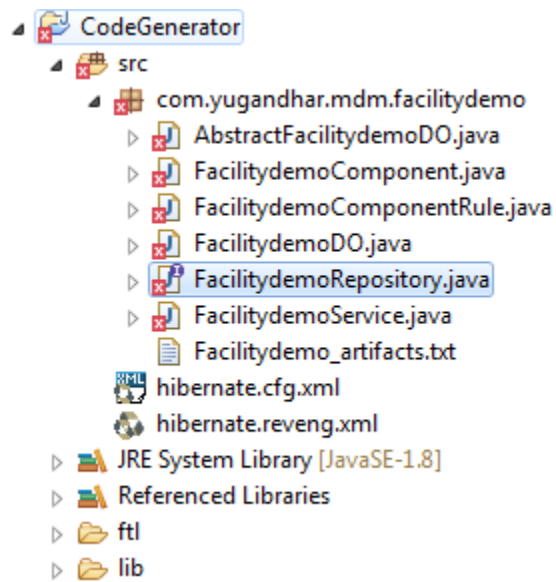 CodeGenerator
src
com.yugandhar.mdm.facilitydemo
AbstractFacilitydemoDO.java
FacilitydemoComponent.java
FacilitydemoComponentRule.java
FacilitydemoDO.java
FacilitydemoRepository.java
FacilitydemoService.java
Facilitydemo_artifacts.txt
hibernate.cfg.xml
hibernate.reveng.xml
JRE System Library [JavaSE-1.8]
Referenced Libraries
ftl
lib